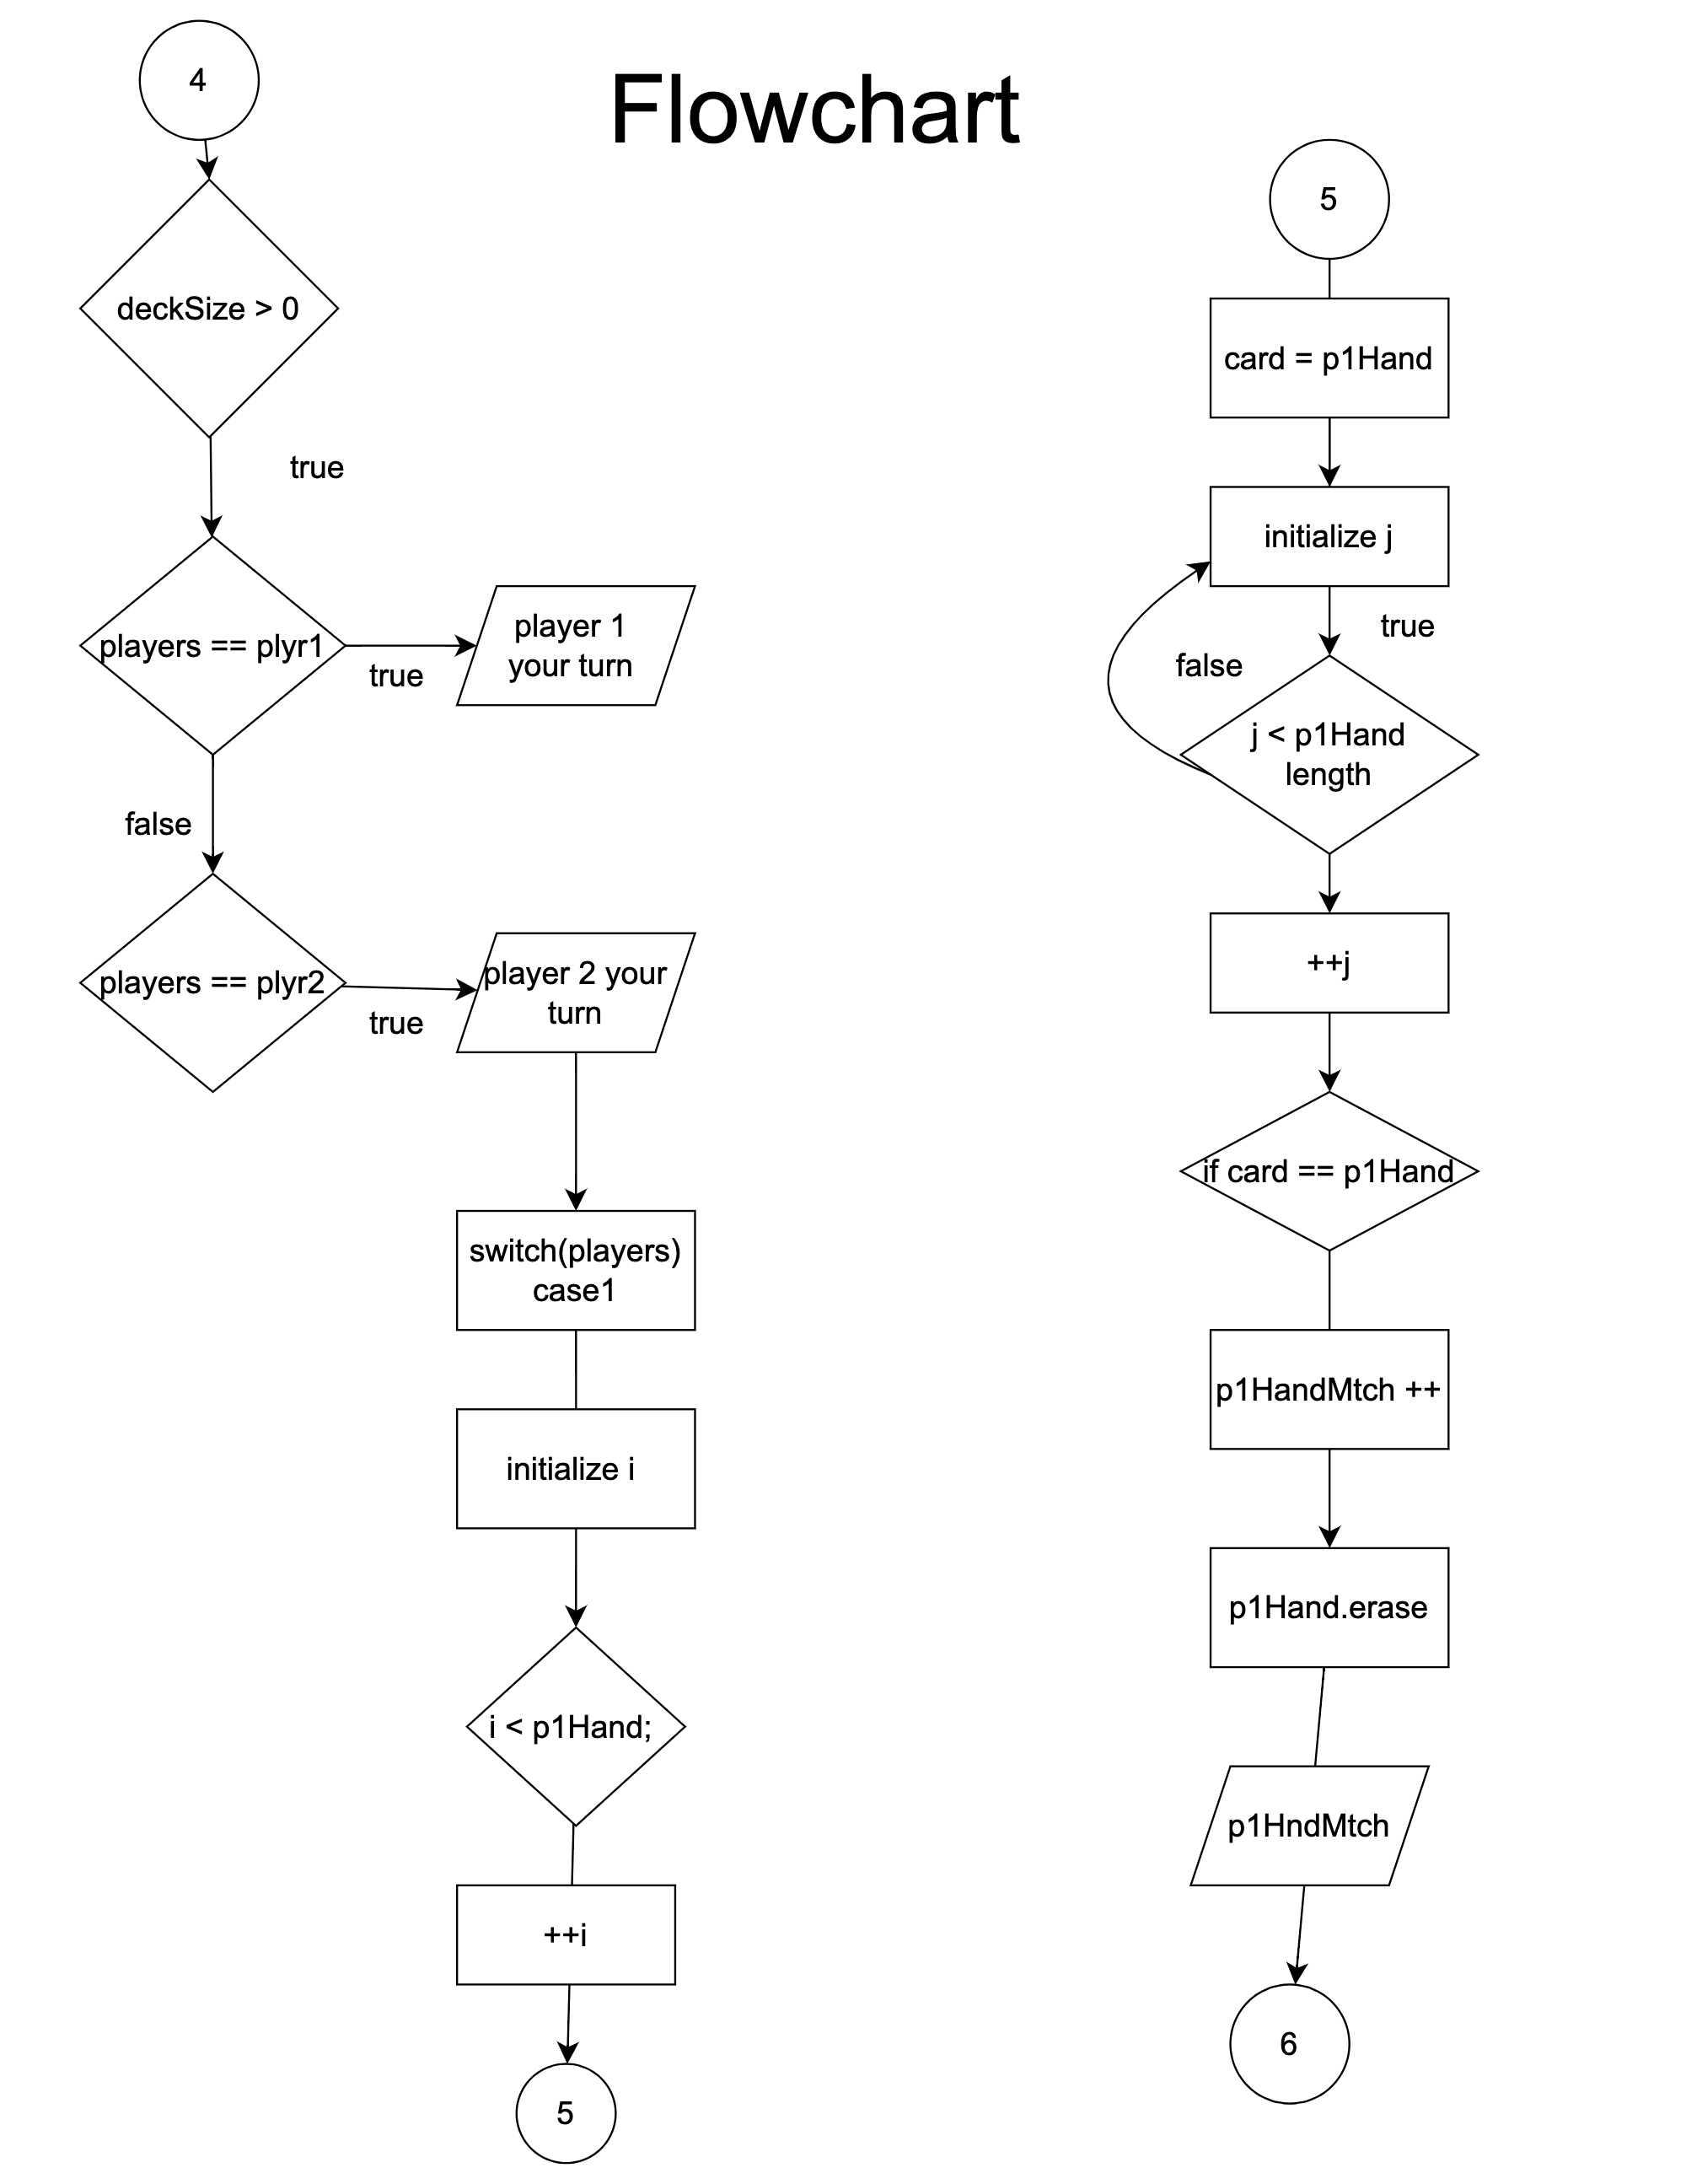 Flowchart
4
deckSize > 0
true
players == plyr1
true
player 1
your turn
false
players == plyr2
true
player 2 your
turn
switch(players)
case1
initialize i
i < p1Hand;
++i
5
5
card = p1Hand
initialize j
true
false
j < p1Hand
length
++j
if card == p1Hand
p1HandMtch ++
p1Hand.erase
p1HndMtch
6